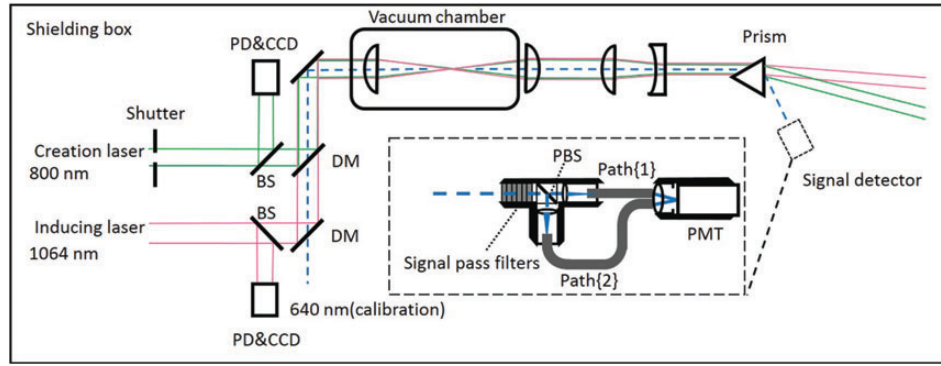 Shielding box
Vacuum chamber
PD&CCD
Prism
Shutter
Creation laser
800 nm
BS
DM
Signal detector
PBS
Path{1}
Inducing laser
1064 nm
BS
DM
PMT
Signal pass filters
Path{2}
640 nm(calibration)
PD&CCD